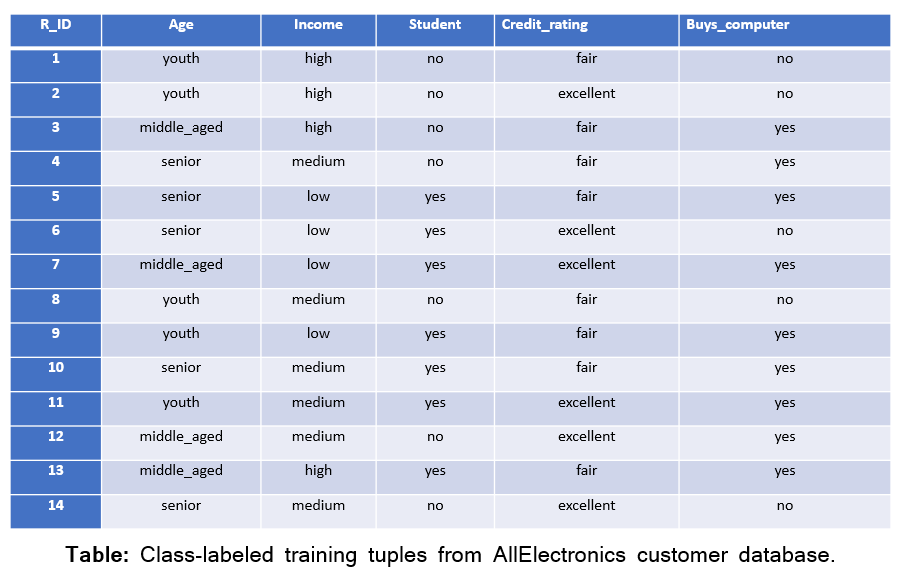 R_ID Age Income Student Credit_rating Buys_computer
1 youth high no fair no
2 youth high no excellent no
3 middle_aged high no fair yes
4 senior medium no fair yes
5 senior low yes fair yes
6 senior low yes excellent no
7 middle_aged low yes excellent yes
8 youth medium no fair no
9 youth low yes fair yes
10 senior medium yes fair yes
11 youth medium yes excellent yes
12 middle_aged medium no excellent yes
13 middle_aged high yes fair yes
14 senior medium no excellent no
Table: Class-labeled training tuples from AllElectronics customer database.